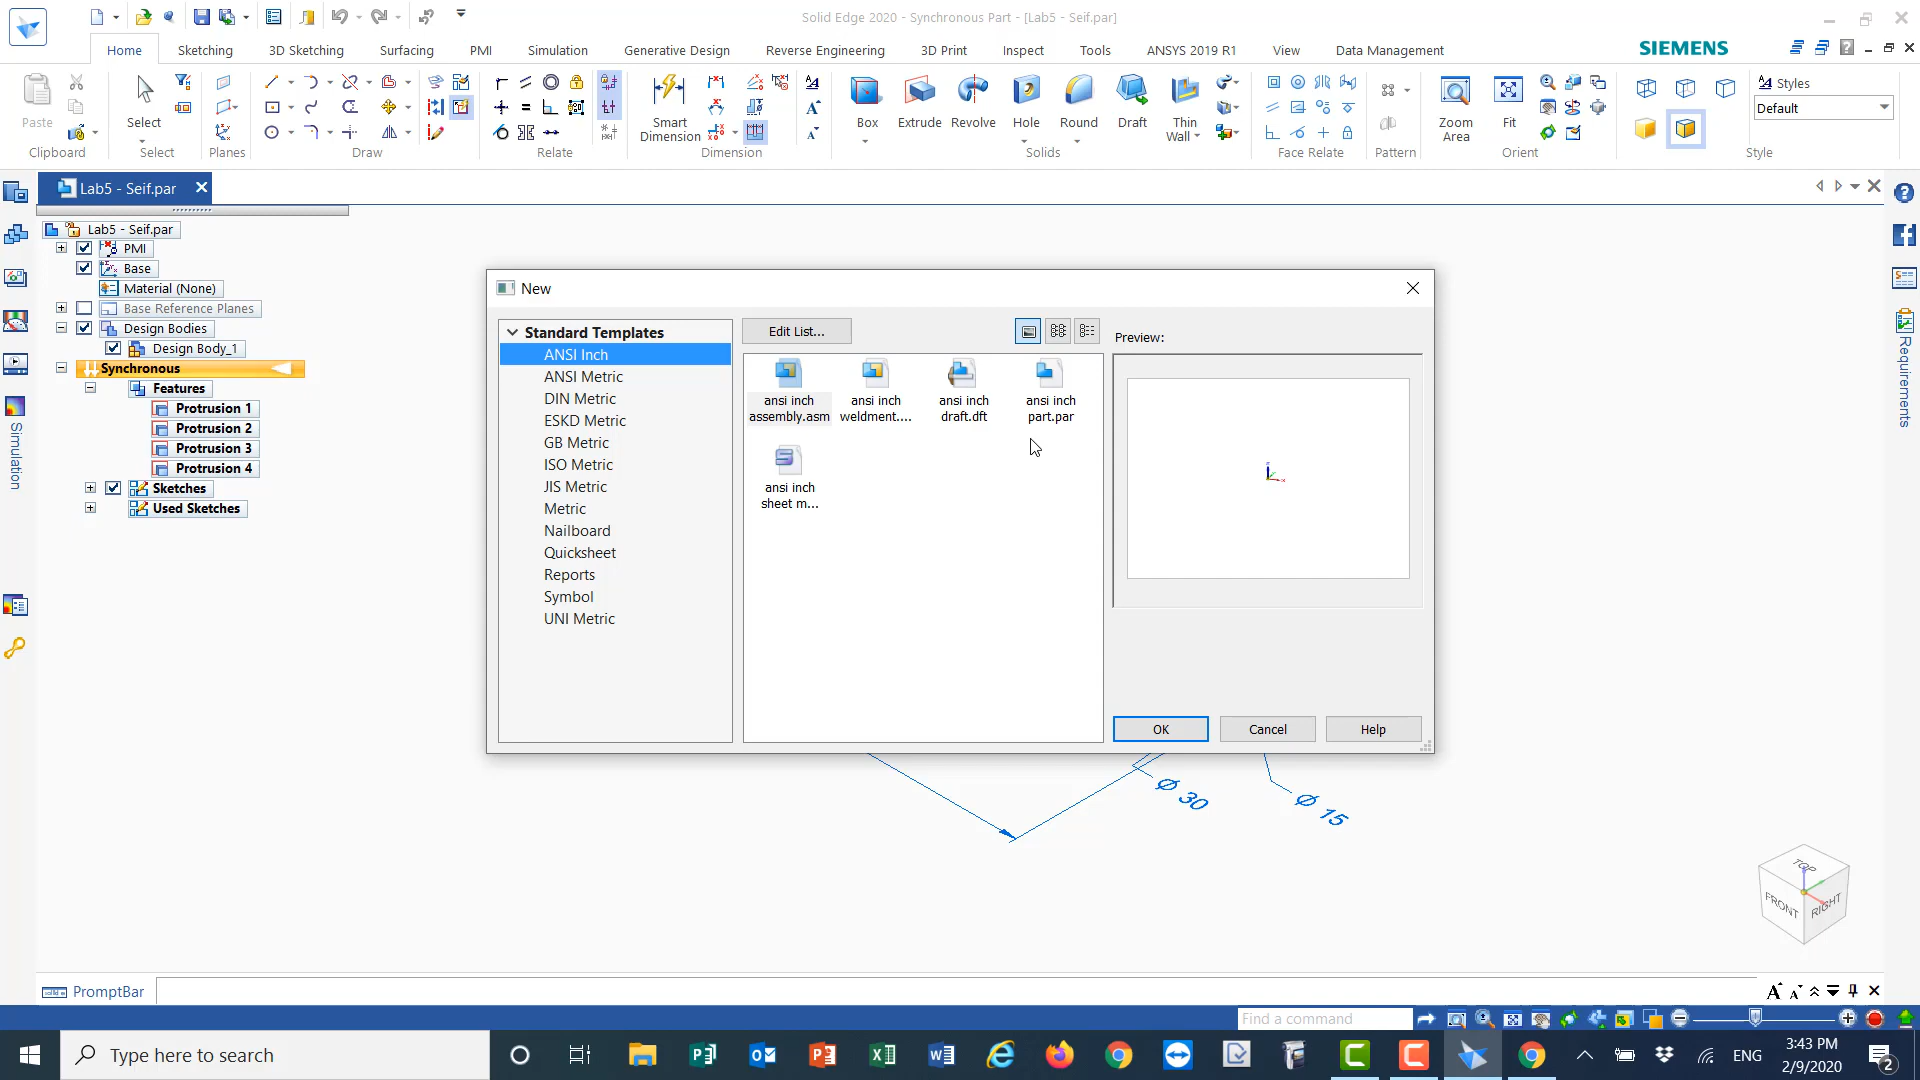 Solid Edge 2020 - Synchronous Part - [Lab5 - Seif.par]
Home Sketching 3D Sketching Surfacing PMI Simulation Generative Design Reverse Engineering 3D Print Inspect Tools ANSYS 2019 R1 View Data Management SIEMENS
Paste Select Smart Dimension Box Extrude Revolve Hole Round Draft Thin Wall Zoom Area Fit Styles
Default
Clipboard Select Planes Draw Relate Dimension Solids Face Relate Pattern Orient Style
Lab5 - Seif.par
Lab5 - Seif.par
PMI
Base
Material (None)
Base Reference Planes
Design Bodies
Design Body_1
Synchronous
Features
Protrusion 1
Protrusion 2
Protrusion 3
Protrusion 4
Sketches
Used Sketches
Simulation
Requirements
New
Standard Templates
ANSI Inch
ANSI Metric
DIN Metric
ESKD Metric
GB Metric
ISO Metric
JIS Metric
Metric
Nailboard
Quicksheet
Reports
Symbol
UNI Metric
Edit List...
ansi inch assembly.asm
ansi inch weldment....
ansi inch draft.dft
ansi inch part.par
ansi inch sheet m...
Preview:
OK Cancel Help
Ø 30
Ø 15
TOP
FRONT
RIGHT
PromptBar
Find a command
Type here to search
ENG
3:43 PM
2/9/2020
2